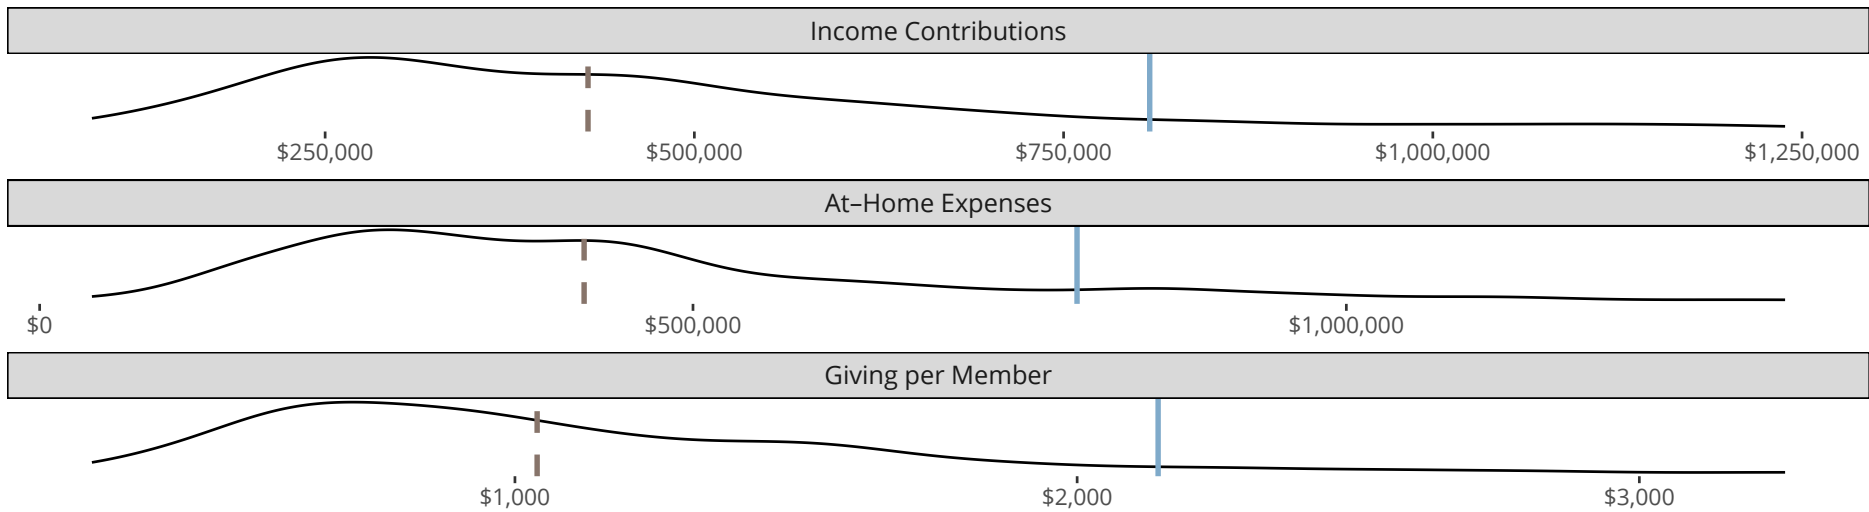 Income Contributions
$250,000 $500,000 $750,000 $1,000,000 $1,250,000
At–Home Expenses
$0 $500,000 $1,000,000
Giving per Member
$1,000 $2,000 $3,000